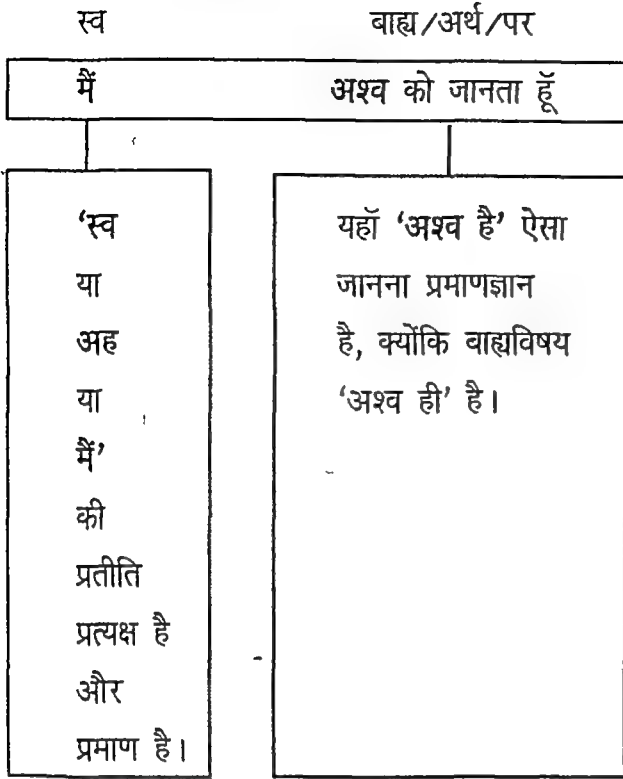 स्व बाह्य/अर्थ/पर
मैं अश्व को जानता हूॅ
‘स्व
या
अह
या
मैं’
की
प्रतीति
प्रत्यक्ष है
और
प्रमाण है।
यहॉ ‘अश्व है’ ऐसा
जानना प्रमाणज्ञान
है, क्योंकि वाह्यविषय
‘अश्व ही’ है।